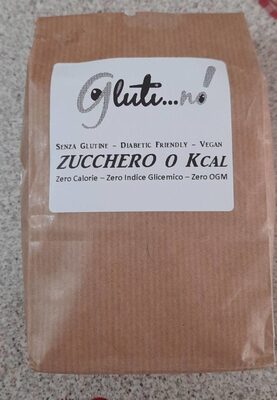 gluti...no!
Senza Glutine – Diabetic Friendly – Vegan
ZUCCHERO 0 Kcal
Zero Calorie – Zero Indice Glicemico – Zero OGM